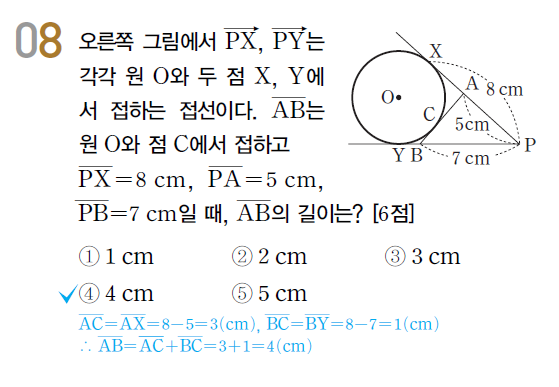 08 오른쪽 그림에서 PX, PY는
각각 원 O와 두 점 X, Y에
서 접하는 접선이다. AB는
원 O와 점 C에서 접하고
PX=8 cm, PA=5 cm,
PB=7 cm일 때, AB의 길이는? [6점]
X
A
8 cm
O
C
5cm
P
Y B
7 cm
① 1 cm ② 2 cm ③ 3 cm
④ 4 cm ⑤ 5 cm
AC=AX=8-5=3(cm), BC=BY=8-7=1(cm)
∴ AB=AC+BC=3+1=4(cm)